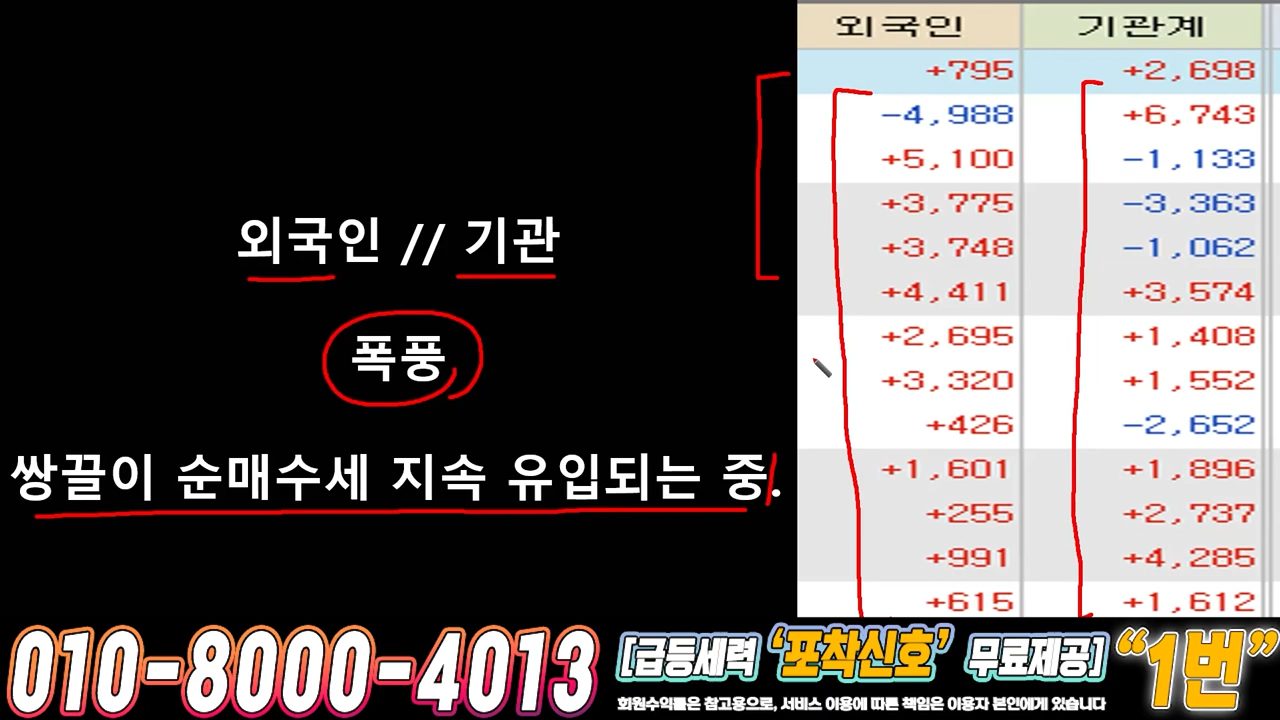 외국인 // 기관
폭풍
쌍끌이 순매수세 지속 유입되는 중.
외국인 기관계
+795 +2,698
-4,988 +6,743
+5,100 -1,133
+3,775 -3,363
+3,748 -1,062
+4,411 +3,574
+2,695 +1,408
+3,320 +1,552
+426 -2,652
+1,601 +1,896
+255 +2,737
+991 +4,285
+615 +1,612
010-8000-4013
[급등세력 '포착신호' 무료제공] "1번"
회원수익률은 참고용으로, 서비스 이용에 따른 책임은 이용자 본인에게 있습니다